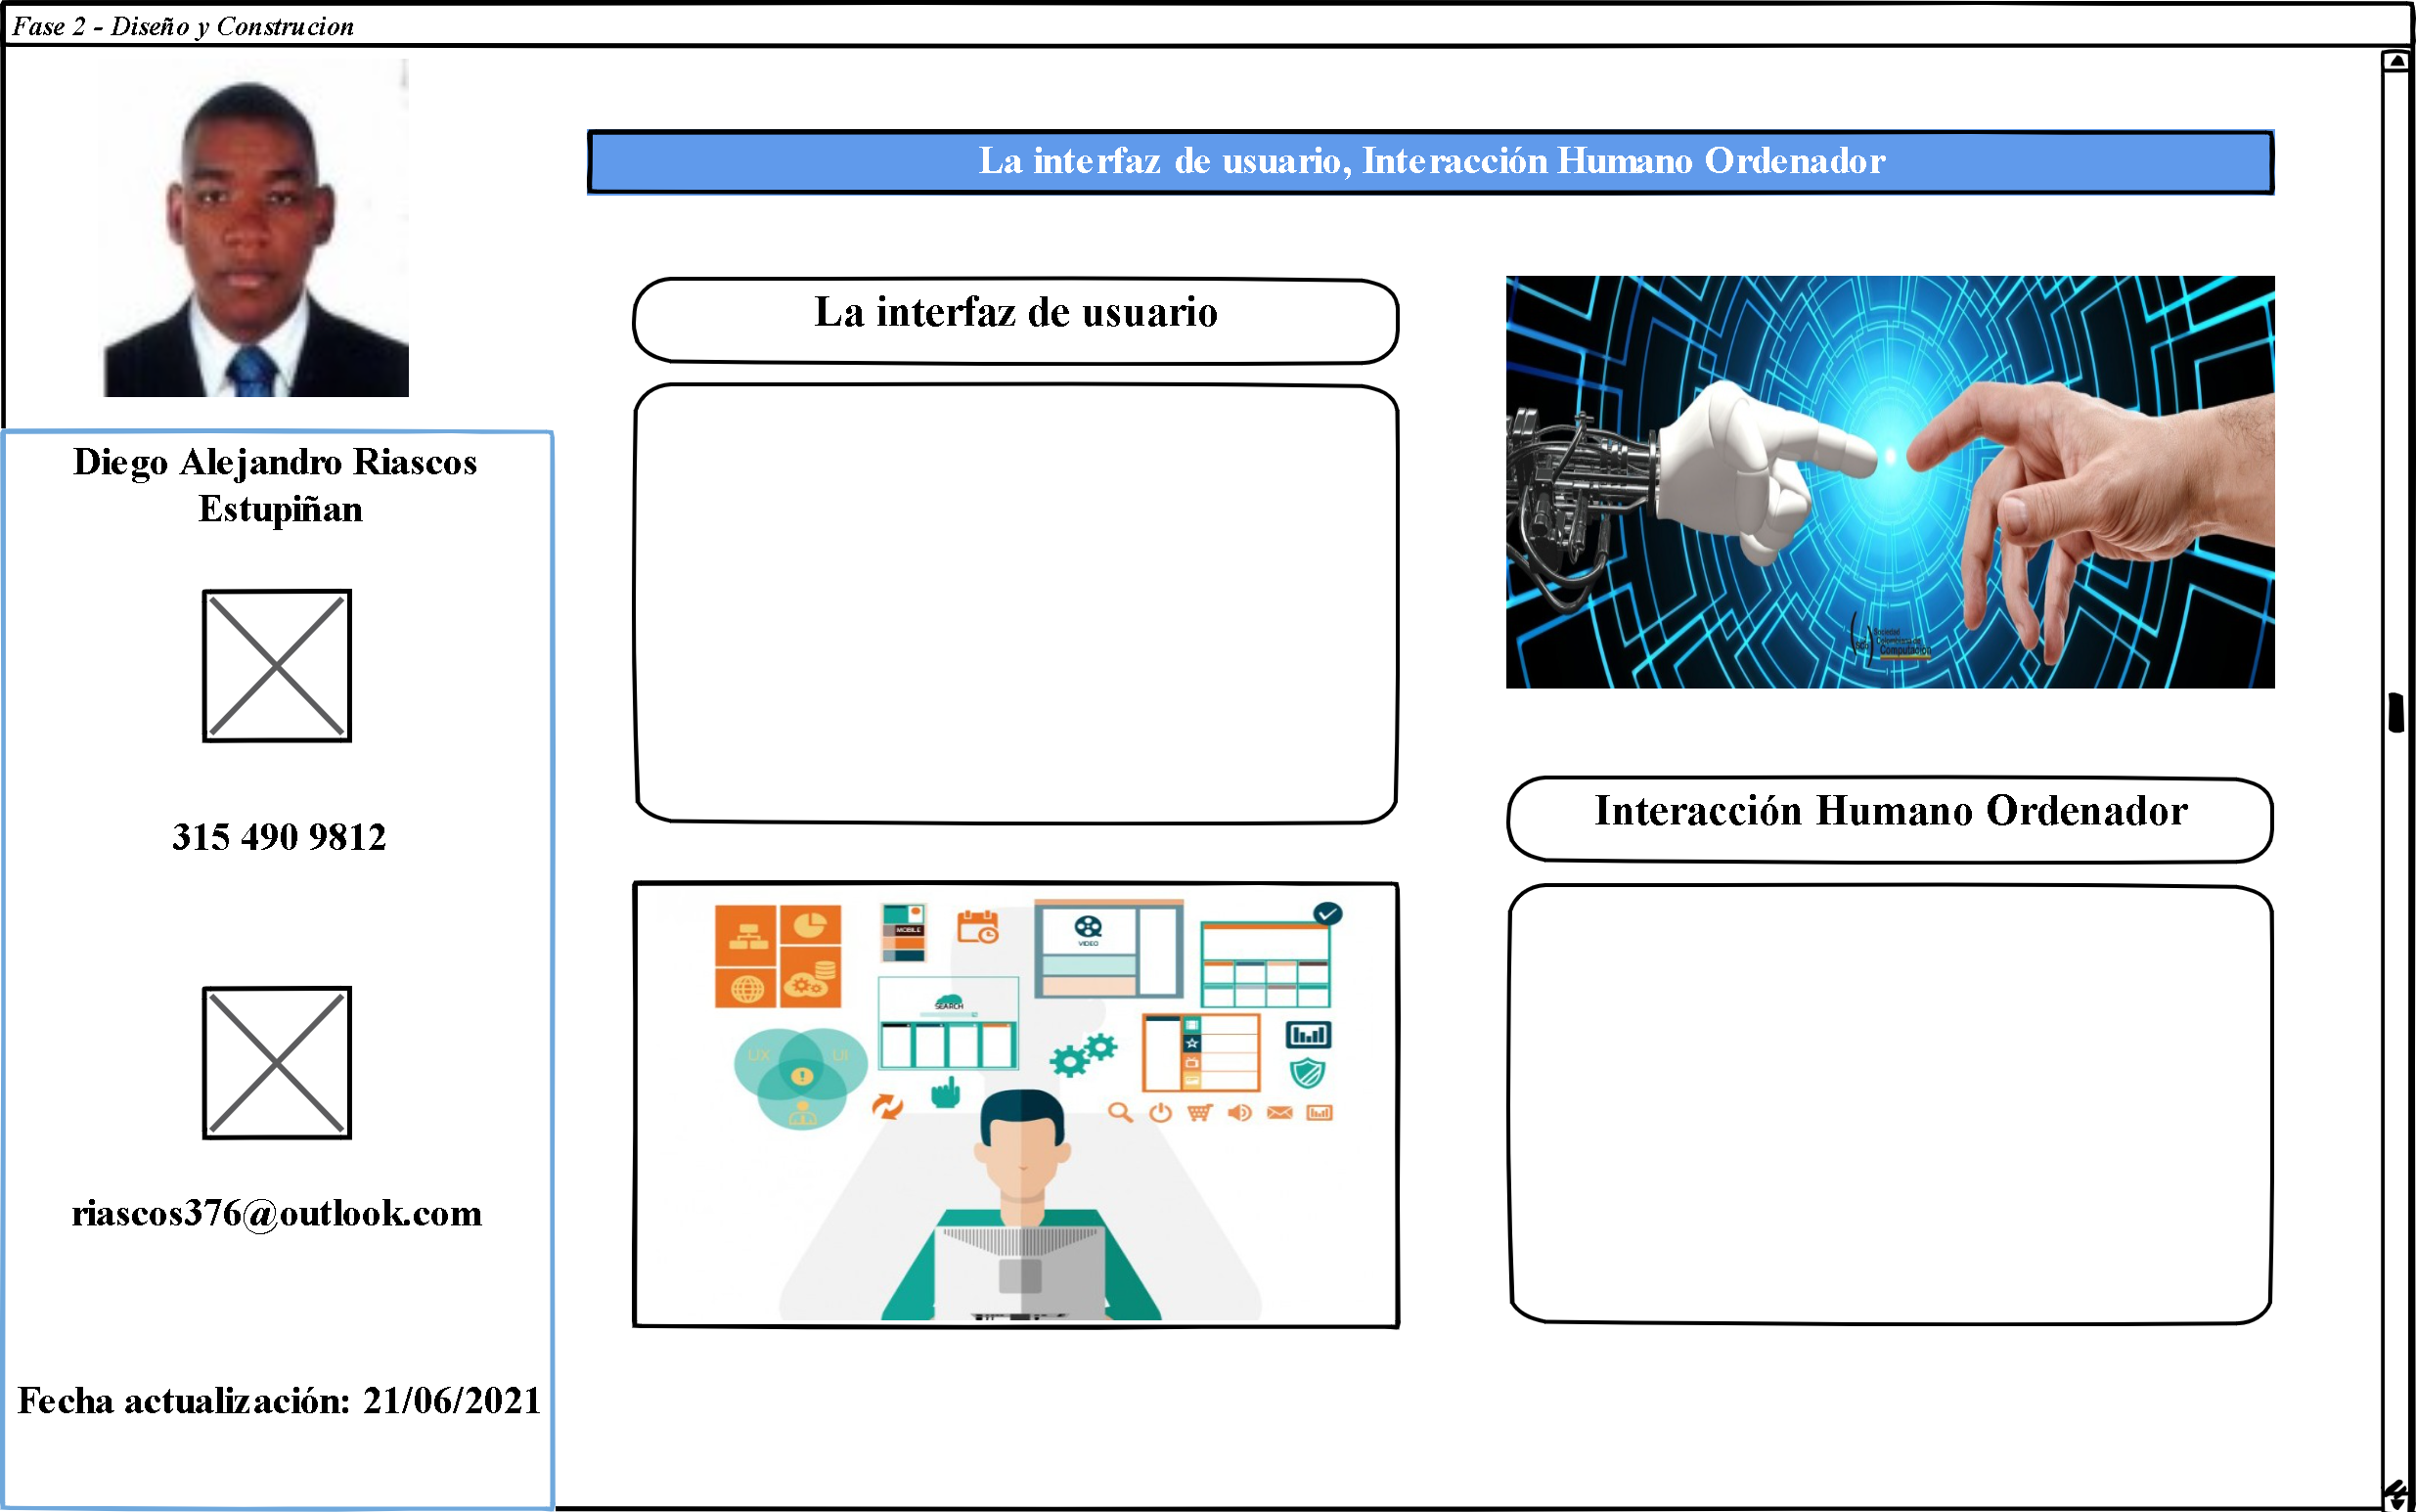 Fase 2 - Diseño y Construcion
La interfaz de usuario, Interacción Humano Ordenador
Diego Alejandro Riascos
Estupiñan
315 490 9812
riascos376@outlook.com
Fecha actualización: 21/06/2021
La interfaz de usuario
MOBILE
VIDEO
SEARCH
UX
UI
Sociedad
Colombiana de
Computación
Interacción Humano Ordenador